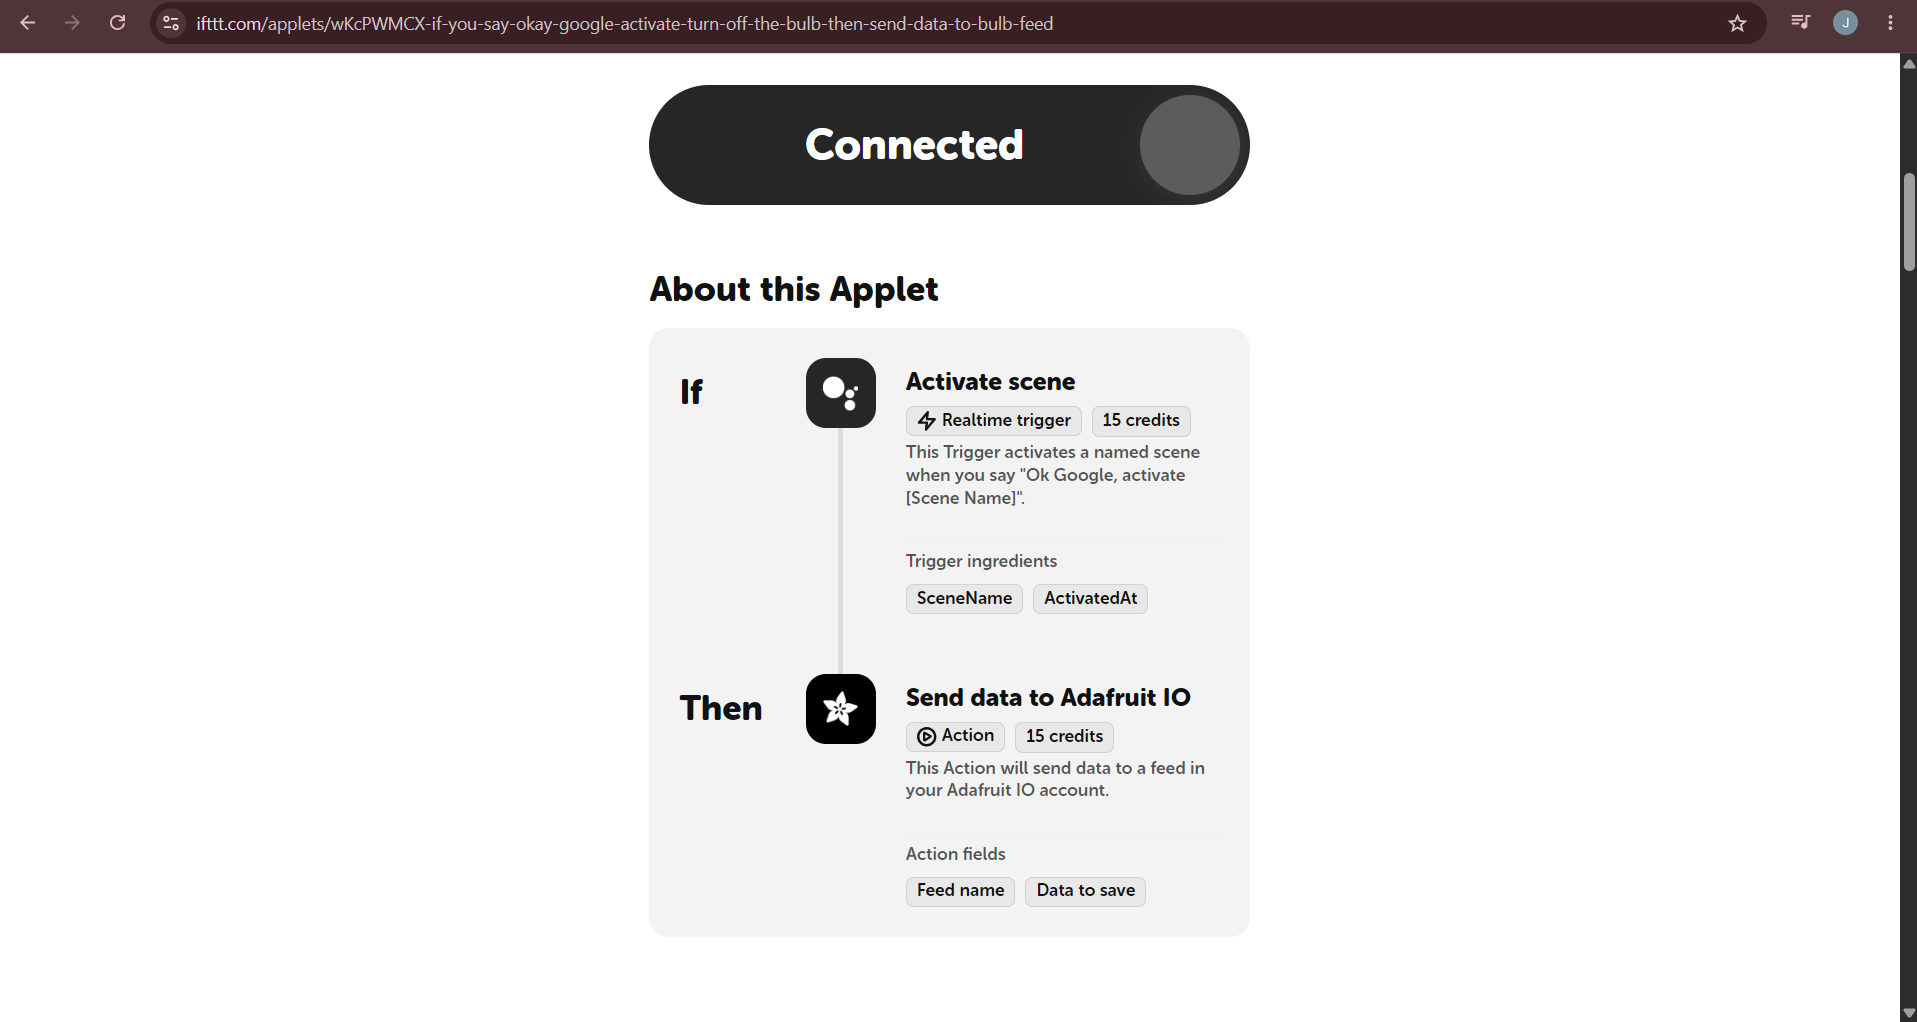 ifttt.com/applets/wKcPWMCX-if-you-say-okay-google-activate-turn-off-the-bulb-then-send-data-to-bulb-feed
J
Connected
About this Applet
If
Activate scene
Realtime trigger
15 credits
This Trigger activates a named scene
when you say "Ok Google, activate
[Scene Name]".
Trigger ingredients
SceneName
ActivatedAt
Then
Send data to Adafruit IO
Action
15 credits
This Action will send data to a feed in
your Adafruit IO account.
Action fields
Feed name
Data to save